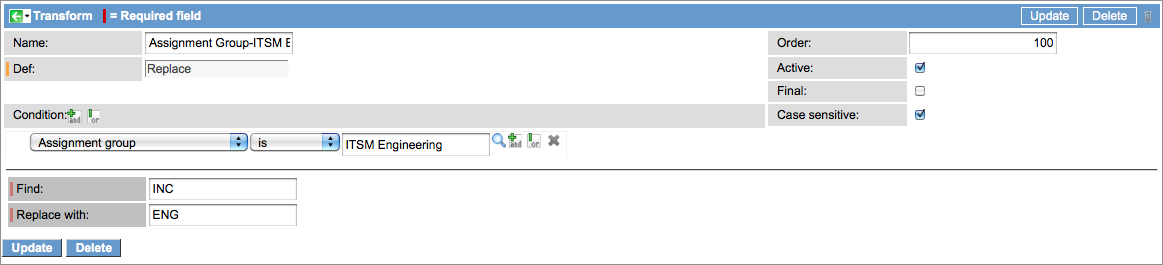 Transform = Required field Update Delete
Name: Assignment Group-ITSM E Order: 100
Def: Replace Active:
Final:
Condition: and or Case sensitive:
Assignment group is ITSM Engineering and or
Find: INC
Replace with: ENG
Update Delete